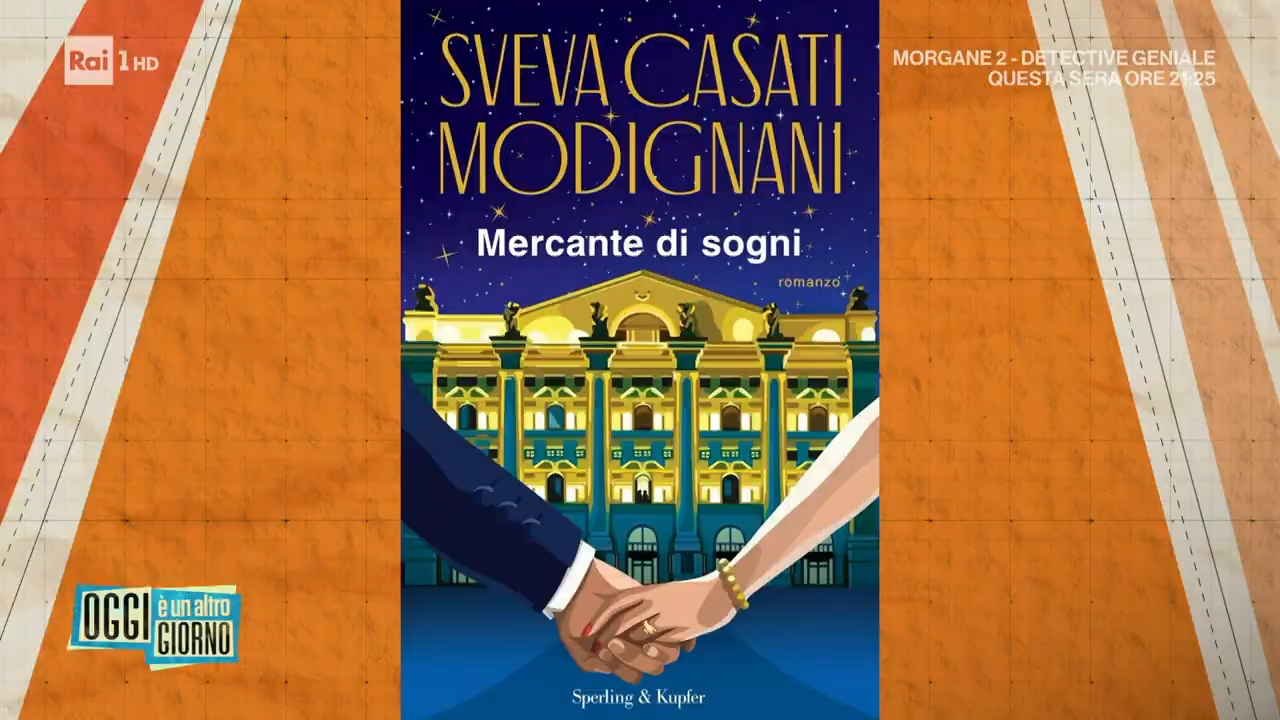 Rai 1 HD
MORGANE 2 - DETECTIVE GENIALE
QUESTA SERA ORE 21:25
SVEVA CASATI
MODIGNANI
Mercante di sogni
romanzo
OGGI è un altro
GIORNO
Sperling & Kupfer